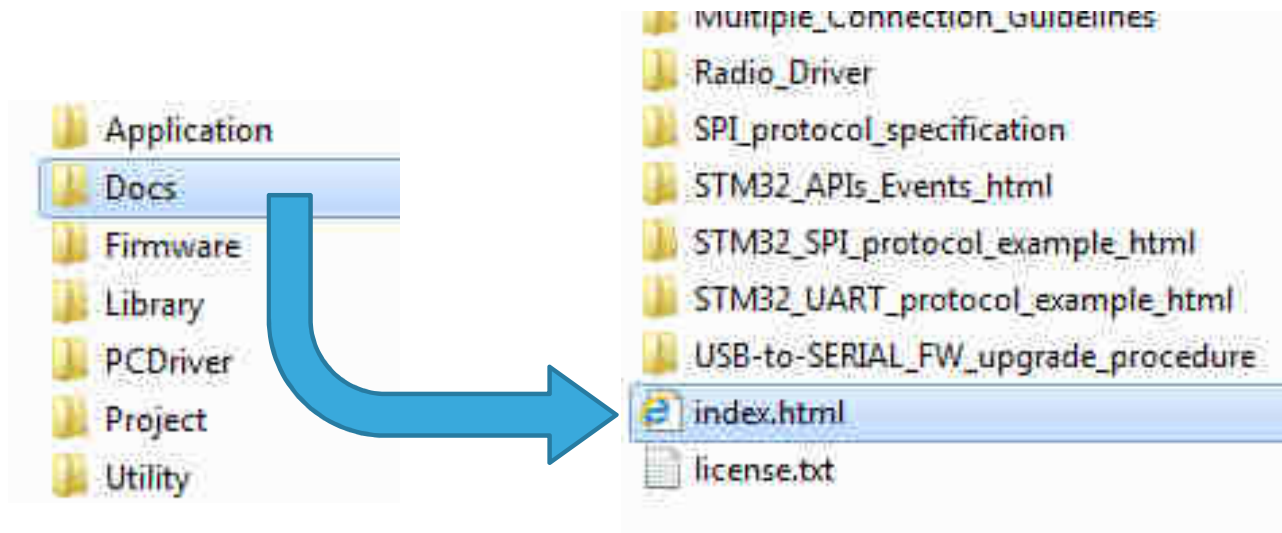 Application
Docs
Firmware
Library
PCDriver
Project
Utility
Multiple_Connection_Guidelines
Radio_Driver
SPI_protocol_specification
STM32_APIs_Events_html
STM32_SPI_protocol_example_html
STM32_UART_protocol_example_html
USB-to-SERIAL_FW_upgrade_procedure
index.html
license.txt